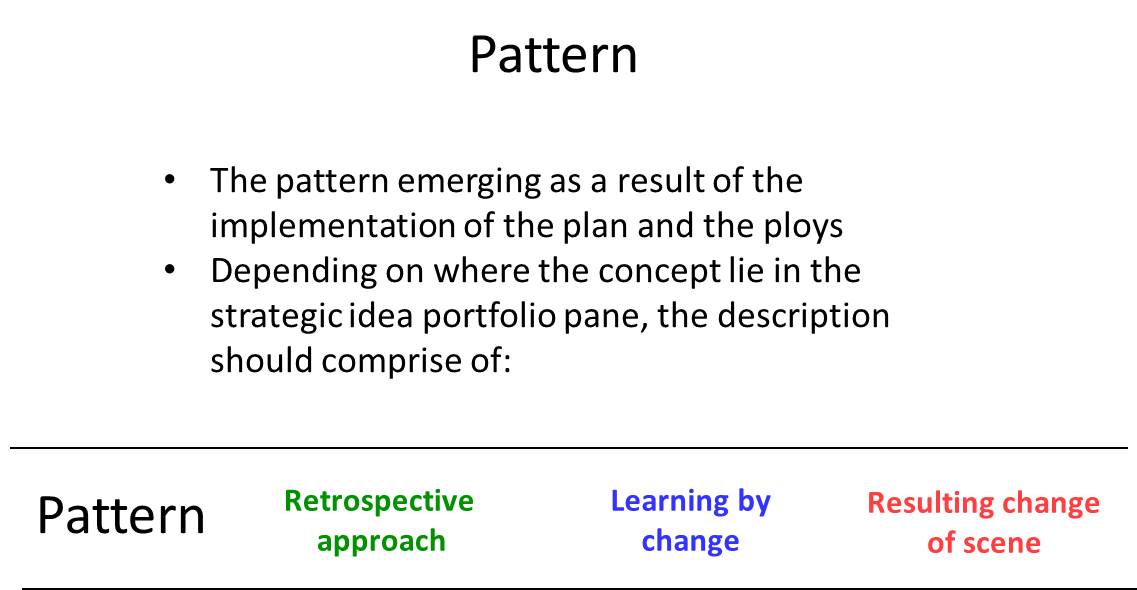 Pattern
• The pattern emerging as a result of the
implementation of the plan and the ploys
• Depending on where the concept lie in the
strategic idea portfolio pane, the description
should comprise of:
Pattern
Retrospective
approach
Learning by
change
Resulting change
of scene